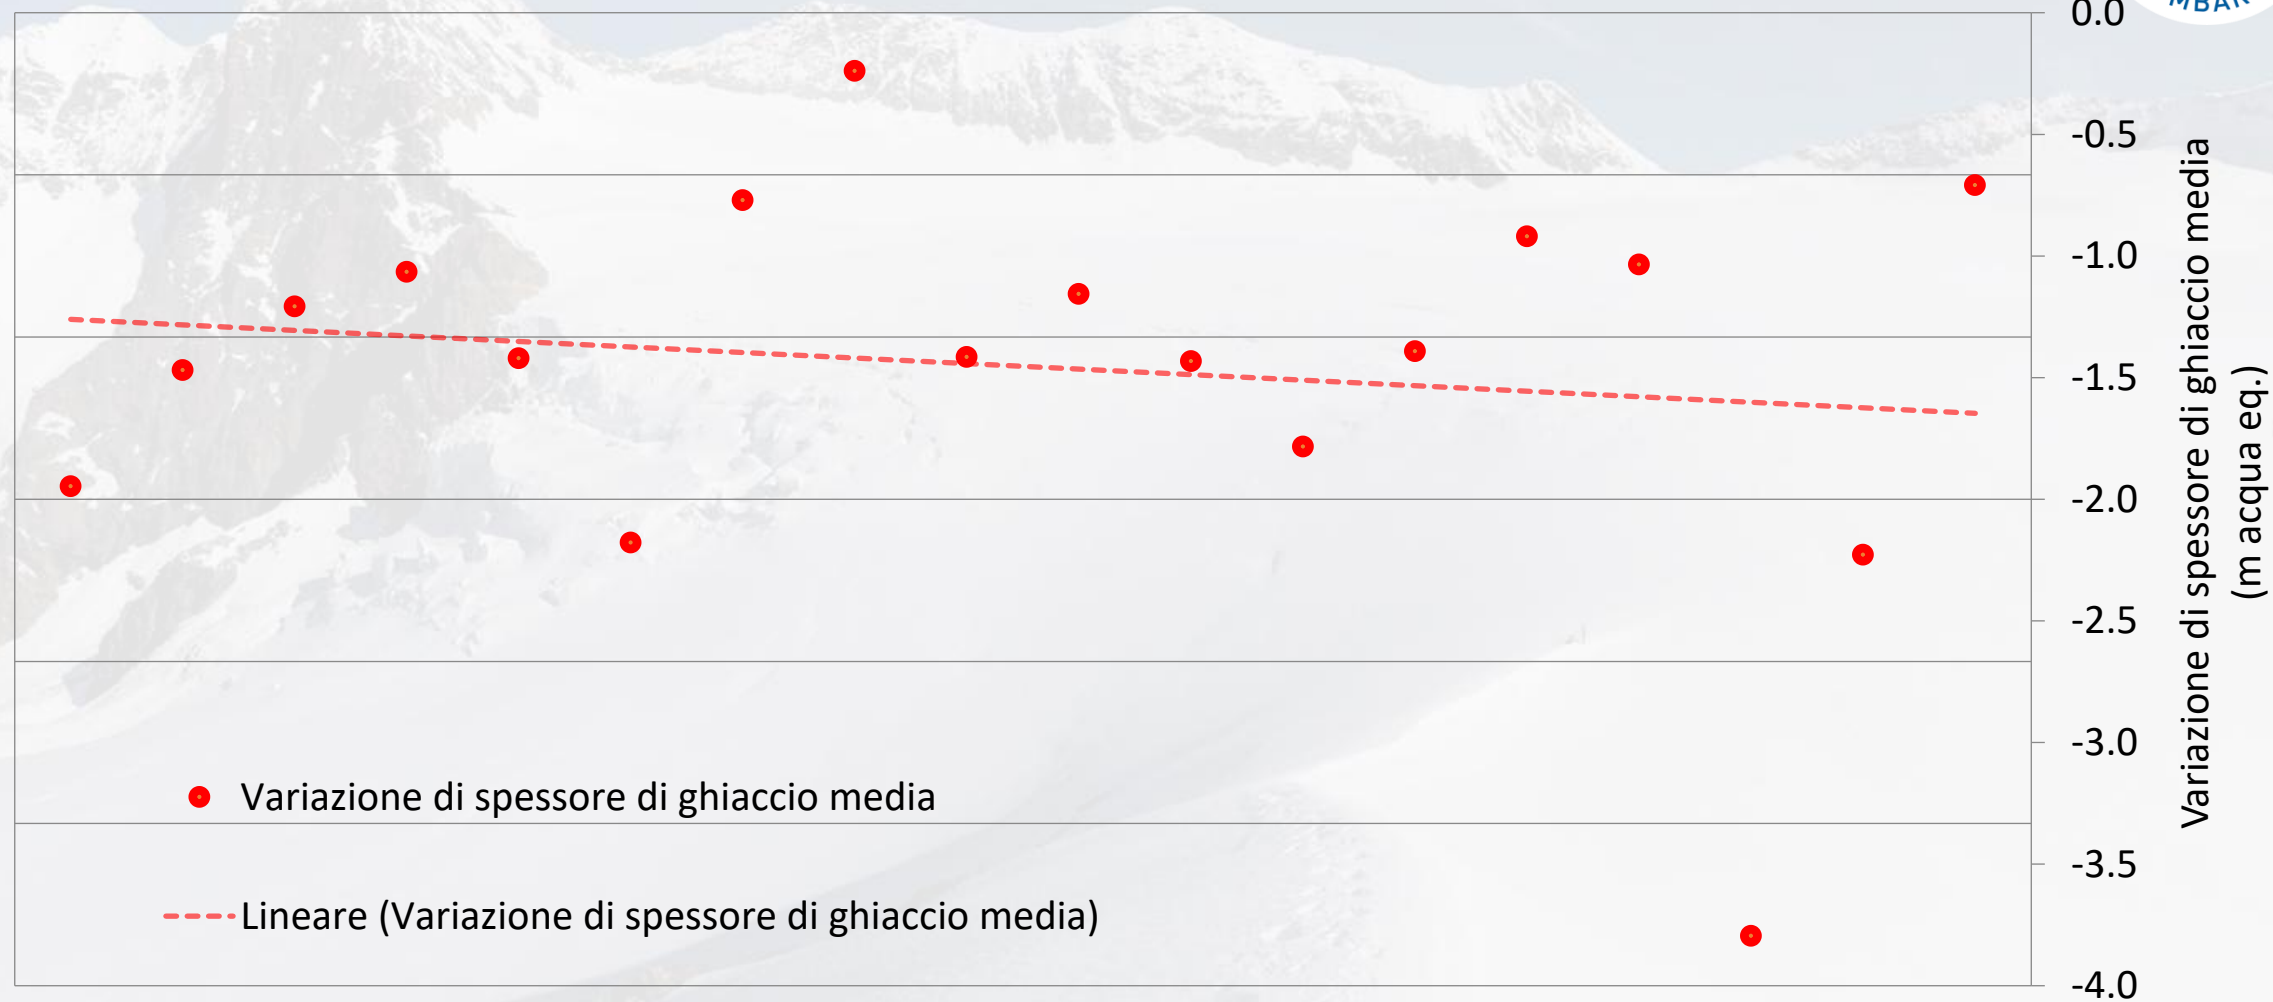 0.0
-0.5
-1.0
-1.5
-2.0
-2.5
-3.0
-3.5
-4.0
Variazione di spessore di ghiaccio media
(m acqua eq.)
Variazione di spessore di ghiaccio media
Lineare (Variazione di spessore di ghiaccio media)